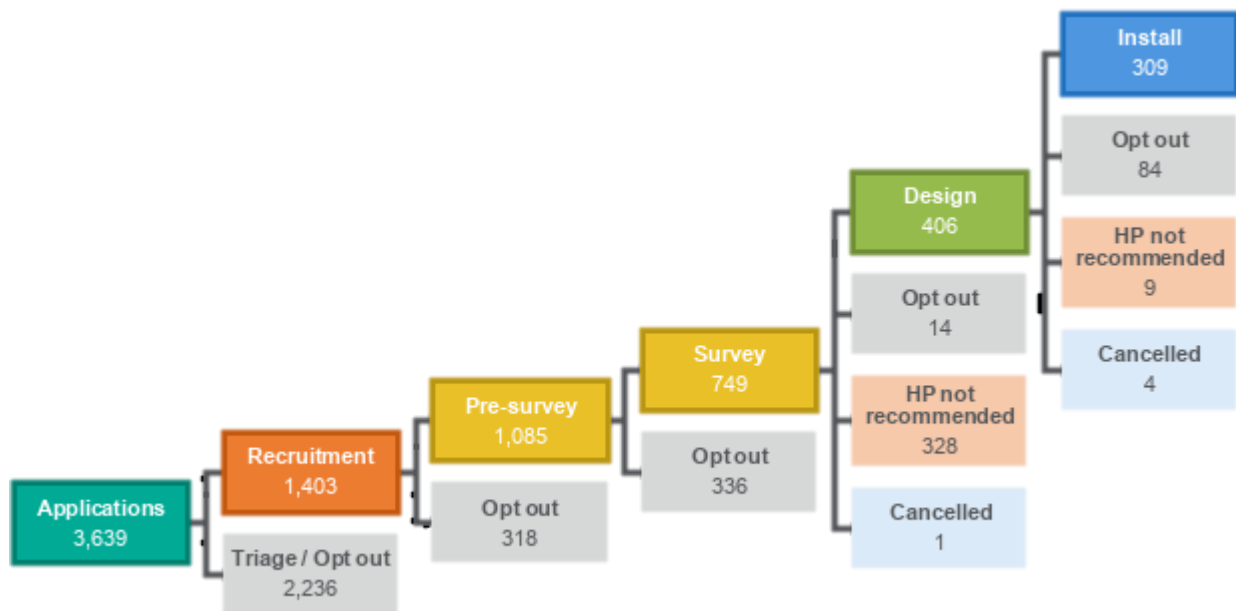 Applications
3,639
Recruitment
1,403
Triage / Opt out
2,236
Pre-survey
1,085
Opt out
318
Survey
749
Opt out
336
Design
406
Opt out
14
HP not
recommended
328
Cancelled
1
Install
309
Opt out
84
HP not
recommended
9
Cancelled
4